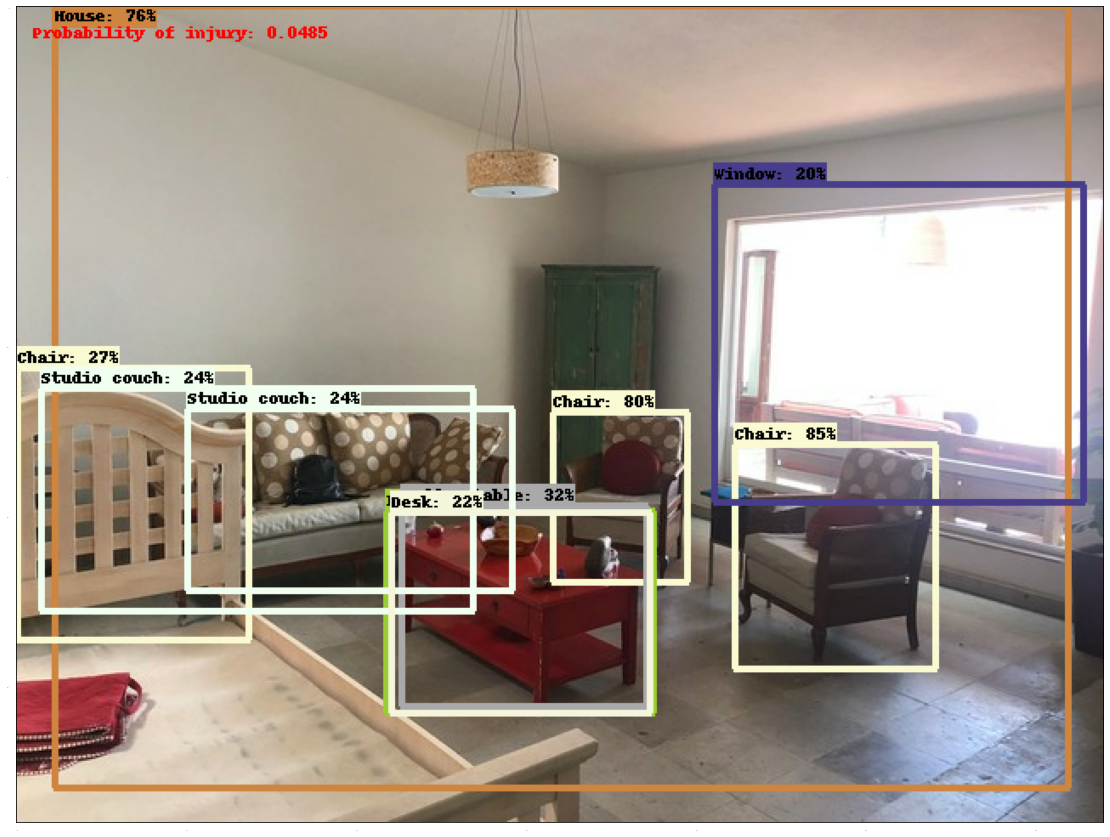 House: 76%
Probability of injury: 0.0485
Window: 20%
Chair: 27%
Studio couch: 24%
Studio couch: 24%
Chair: 80%
Chair: 85%
Desk: 22%
able: 32%